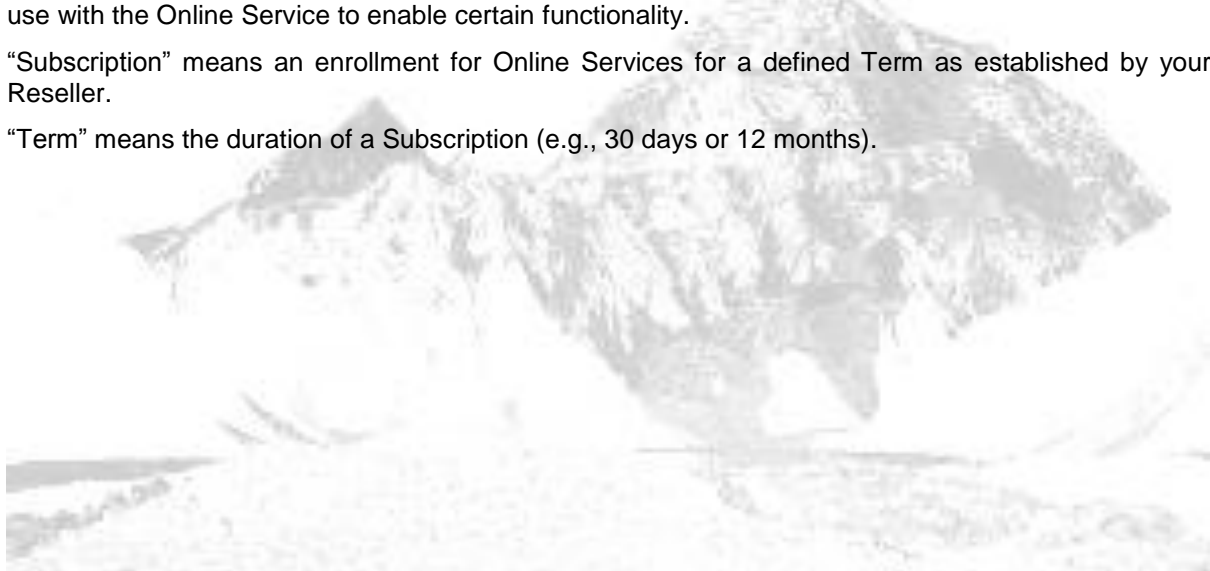 use with the Online Service to enable certain functionality.
“Subscription” means an enrollment for Online Services for a defined Term as established by your
Reseller.
“Term” means the duration of a Subscription (e.g., 30 days or 12 months).